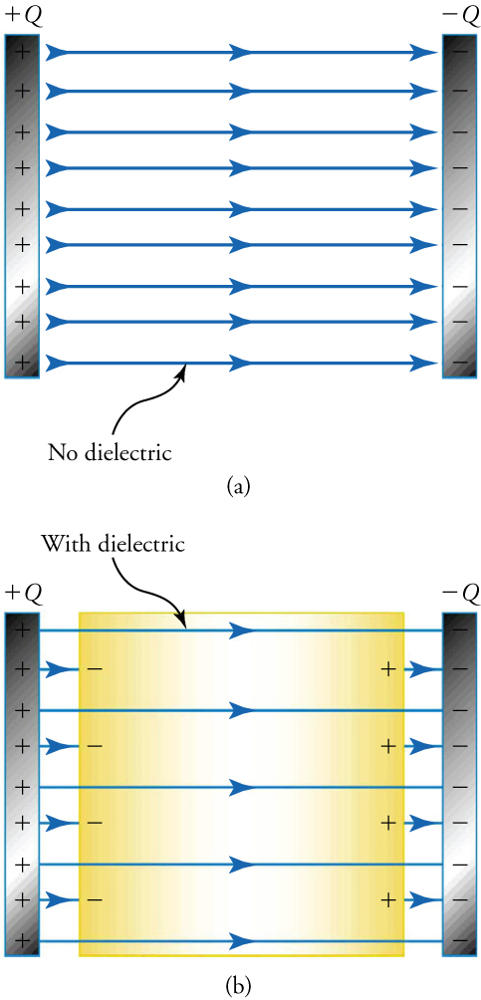 +Q −Q
+ −
+ −
+ −
+ −
+ −
+ −
+ −
+ −
+ −
No dielectric
(a)
With dielectric
+Q −Q
+ −
+ − + −
+ −
+ − + −
+ −
+ − + −
+ −
+ − + −
+ −
(b)